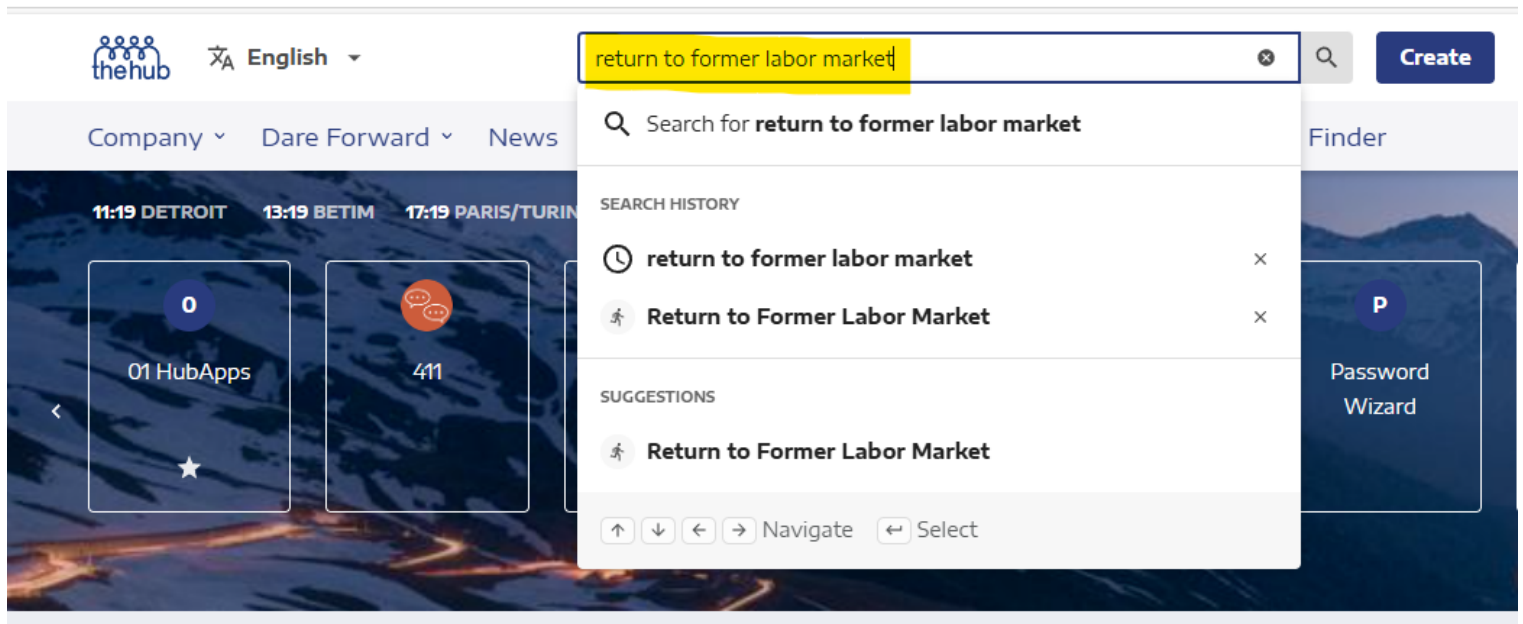 thehub
English
return to former labor market
Create
Company
Dare Forward
News
Finder
Search for return to former labor market
11:19 DETROIT 13:19 BETIM 17:19 PARIS/TURIN
SEARCH HISTORY
return to former labor market
Return to Former Labor Market
SUGGESTIONS
Return to Former Labor Market
Navigate
Select
O
01 HubApps
411
P
Password
Wizard